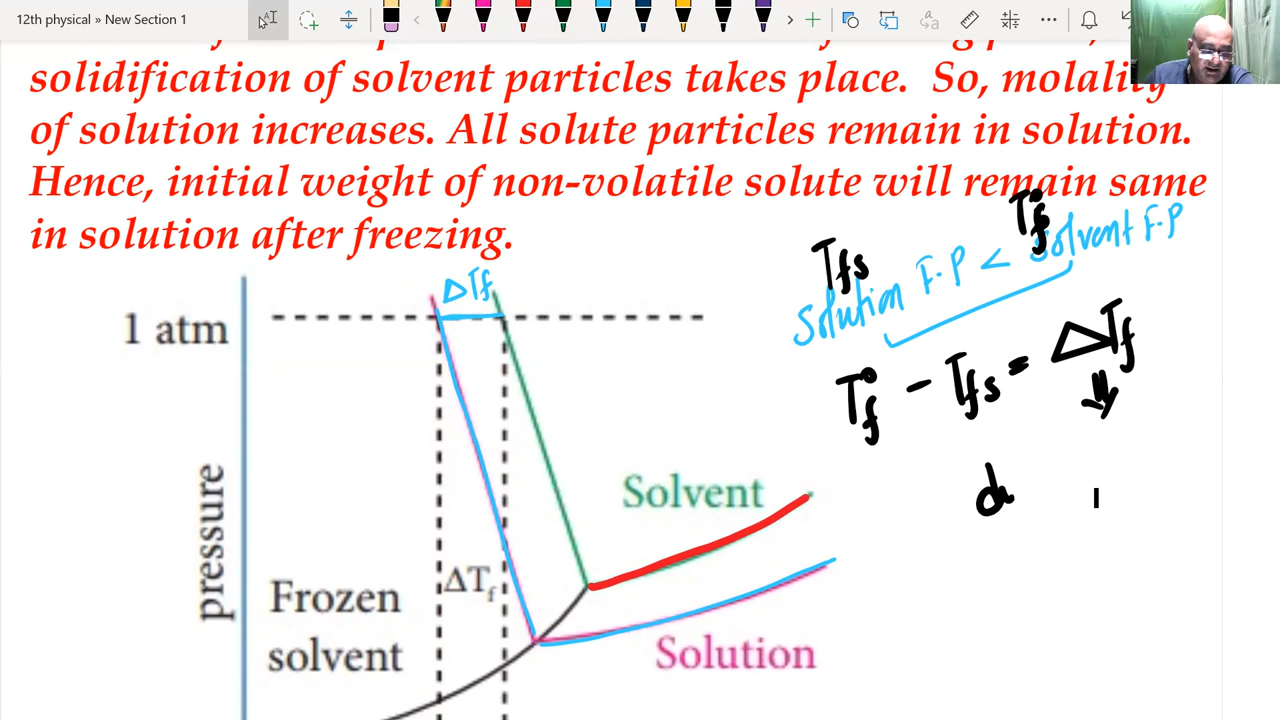 12th physical » New Section 1
solidification of solvent particles takes place. So, molality
of solution increases. All solute particles remain in solution.
Hence, initial weight of non-volatile solute will remain same
in solution after freezing.
Tf°
Tfs
Solution F.P < Solvent F.P
ΔTf
1 atm
Tf° - Tfs = ΔTf
d
Solvent
pressure
ΔTf
Frozen
solvent
Solution